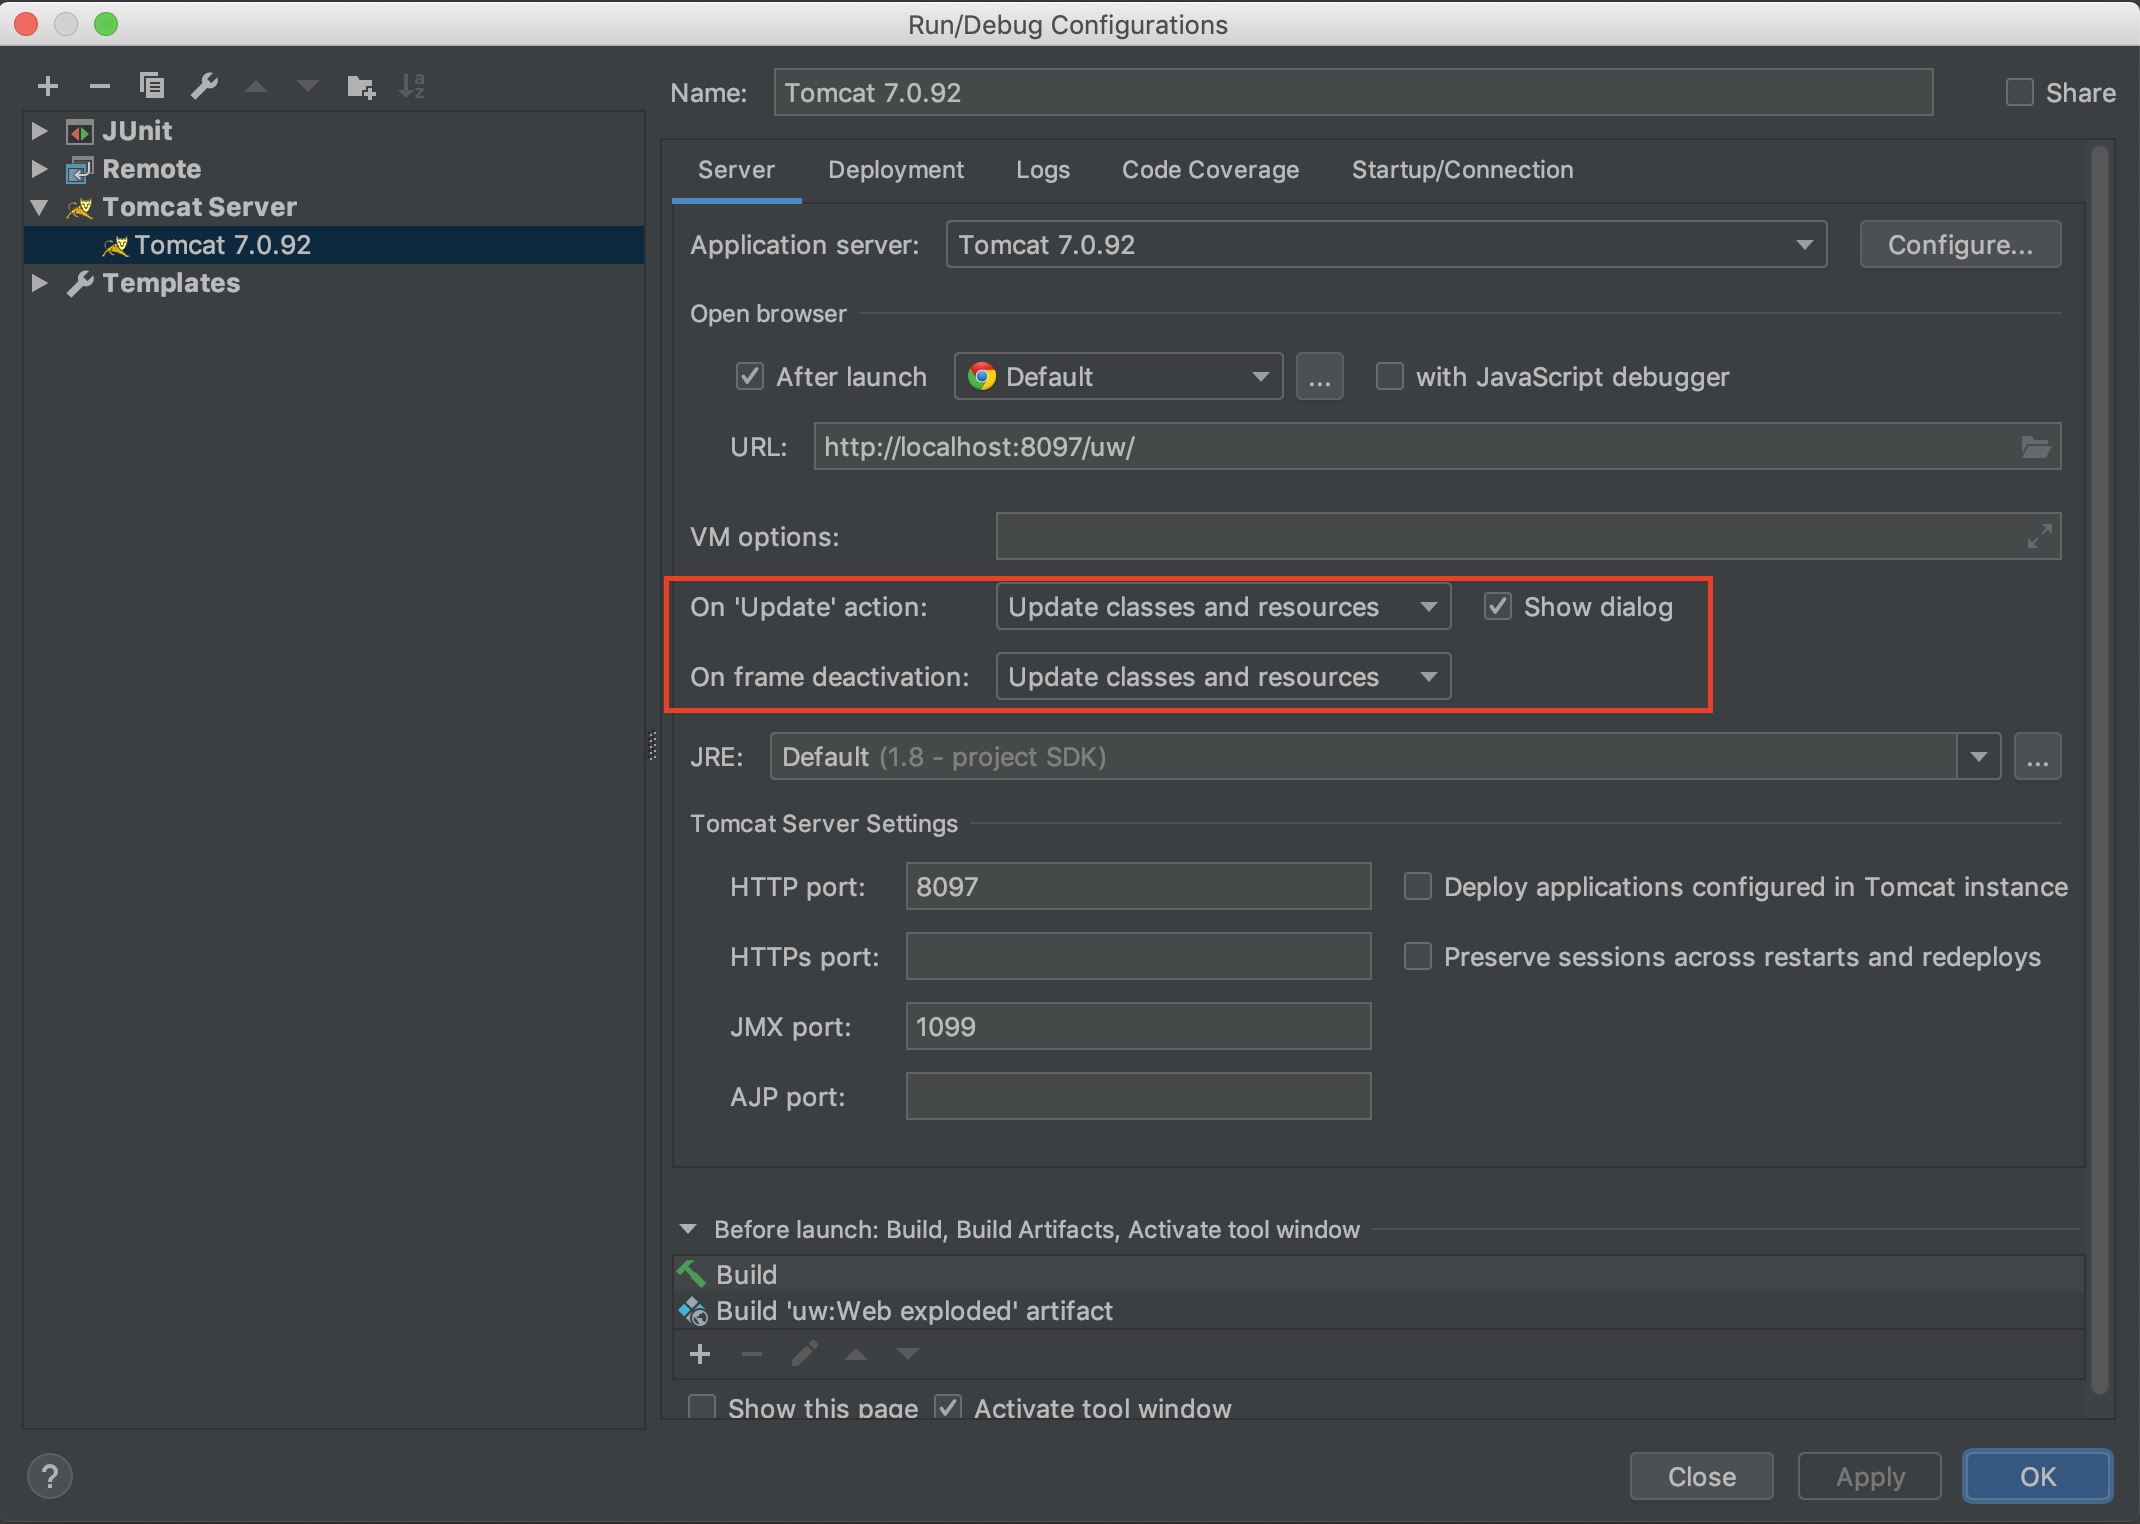 Run/Debug Configurations
JUnit
Remote
Tomcat Server
Tomcat 7.0.92
Templates
Name: Tomcat 7.0.92 Share
Server Deployment Logs Code Coverage Startup/Connection
Application server: Tomcat 7.0.92 Configure...
Open browser
After launch Default ... with JavaScript debugger
URL: http://localhost:8097/uw/
VM options:
On 'Update' action: Update classes and resources Show dialog
On frame deactivation: Update classes and resources
JRE: Default (1.8 - project SDK) ...
Tomcat Server Settings
HTTP port: 8097 Deploy applications configured in Tomcat instance
HTTPs port: Preserve sessions across restarts and redeploys
JMX port: 1099
AJP port:
Before launch: Build, Build Artifacts, Activate tool window
Build
Build 'uw:Web exploded' artifact
Show this page Activate tool window
? Close Apply OK